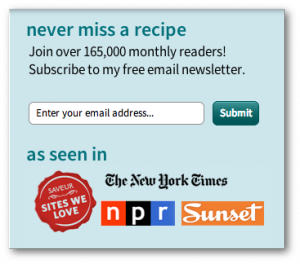 never miss a recipe
Join over 165,000 monthly readers!
Subscribe to my free email newsletter.
Enter your email address...
Submit
as seen in
SAVEUR
SITES WE
LOVE
The New York Times
npr
Sunset